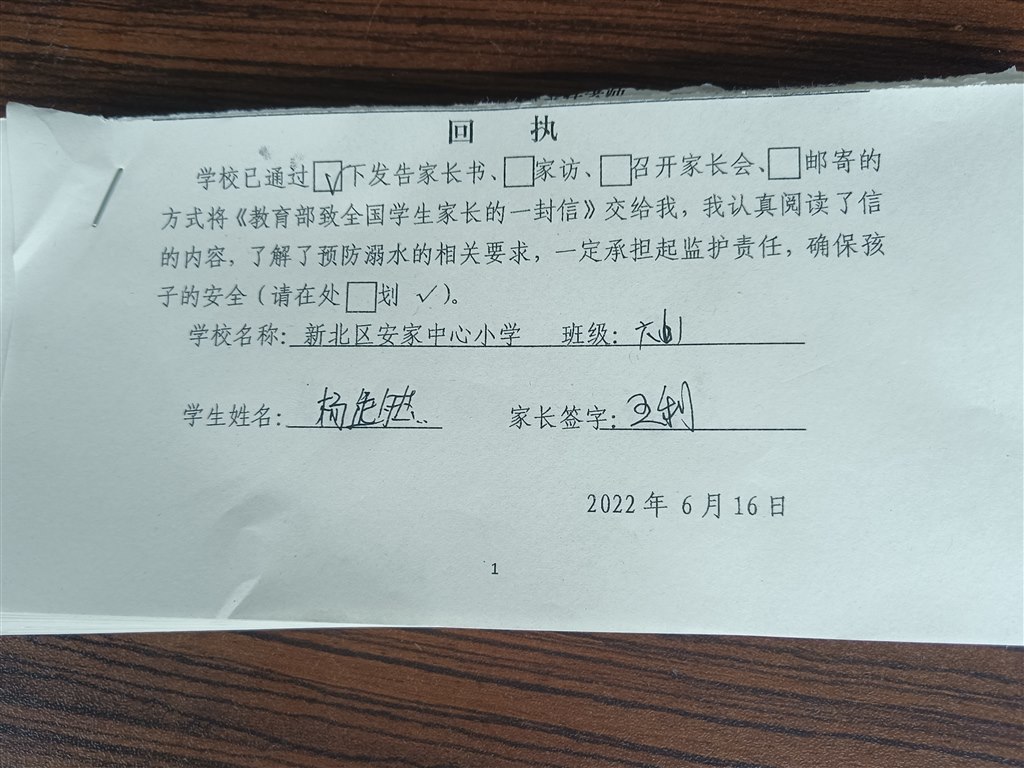 回 执
学校已通过☑下发告家长书、□家访、□召开家长会、□邮寄的
方式将《教育部致全国学生家长的一封信》交给我，我认真阅读了信
的内容，了解了预防溺水的相关要求，一定承担起监护责任，确保孩
子的安全（请在处□划 √）。
学校名称：新北区安家中心小学 班级：六
学生姓名：杨 家长签字：王利
2022 年 6 月 16 日
1